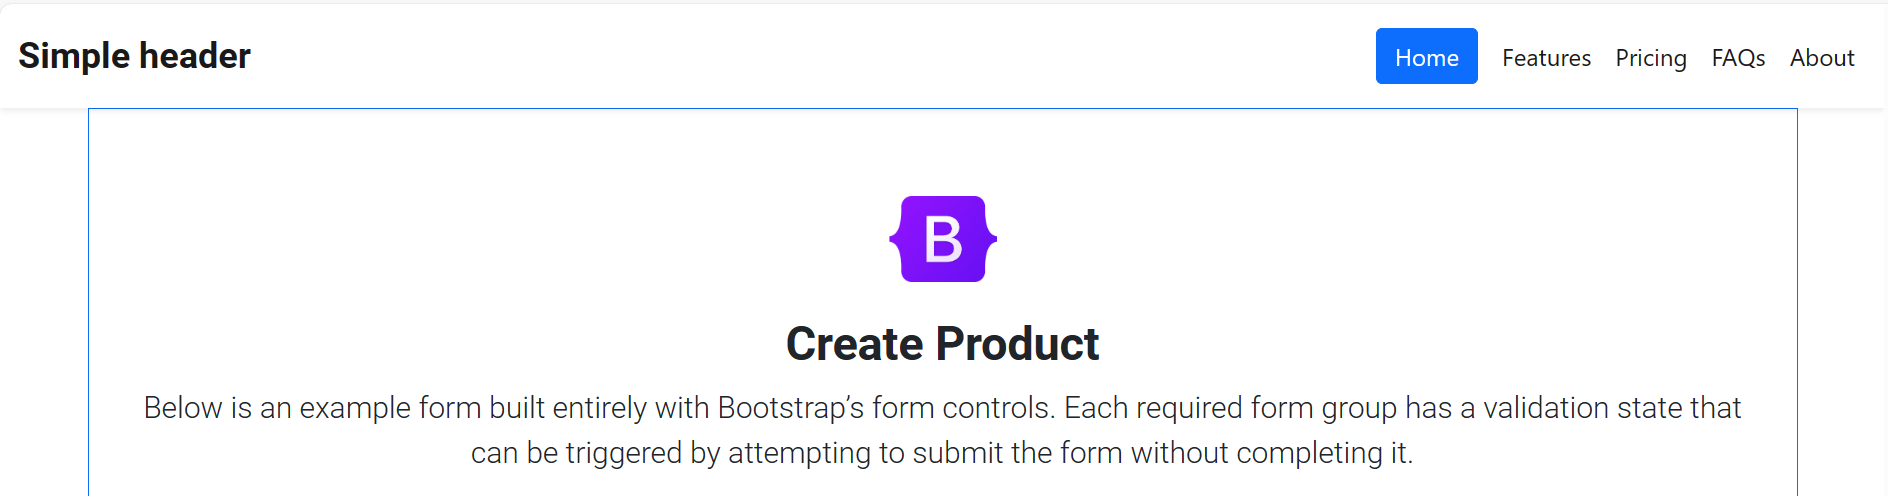 Simple header
Home Features Pricing FAQs About
B
Create Product
Below is an example form built entirely with Bootstrap’s form controls. Each required form group has a validation state that
can be triggered by attempting to submit the form without completing it.